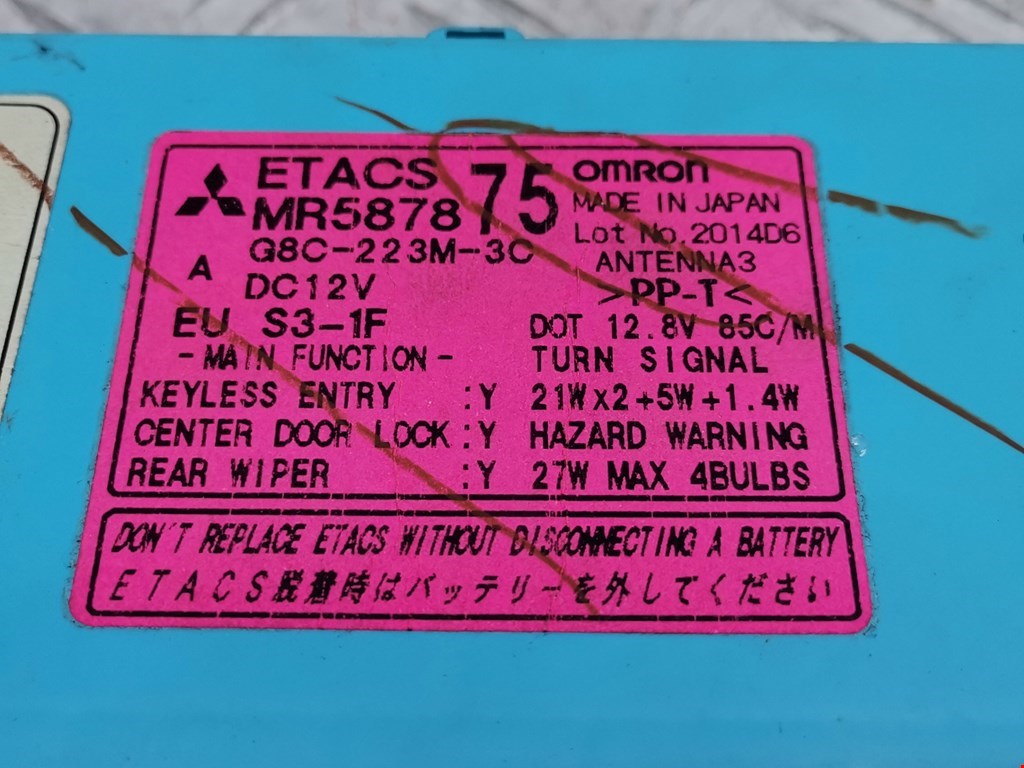 ETACS 75 OMRON
MR5878 MADE IN JAPAN
G8C-223M-3C Lot No.2014D6
A ANTENNA3
DC12V >PP-T<
EU S3-1F DOT 12.8V 85C/M
-MAIN FUNCTION- TURN SIGNAL
KEYLESS ENTRY :Y 21Wx2+5W+1.4W
CENTER DOOR LOCK:Y HAZARD WARNING
REAR WIPER :Y 27W MAX 4BULBS
DON'T REPLACE ETACS WITHOUT DISCONNECTING A BATTERY
ETACS脱着時はバッテリーを外してください